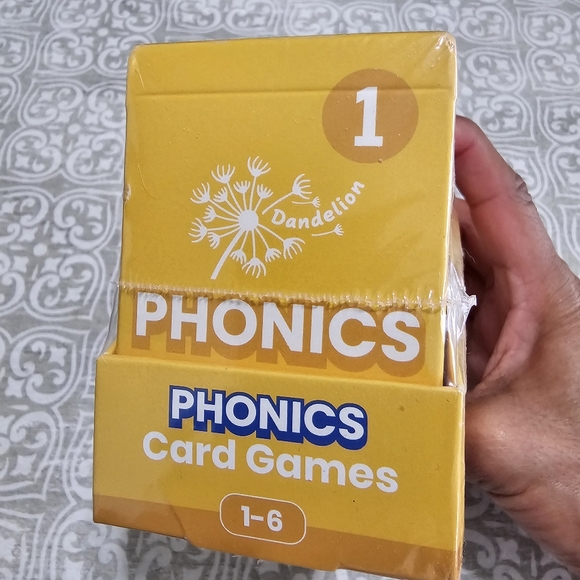 1
Dandelion
PHONICS
PHONICS
Card Games
1-6